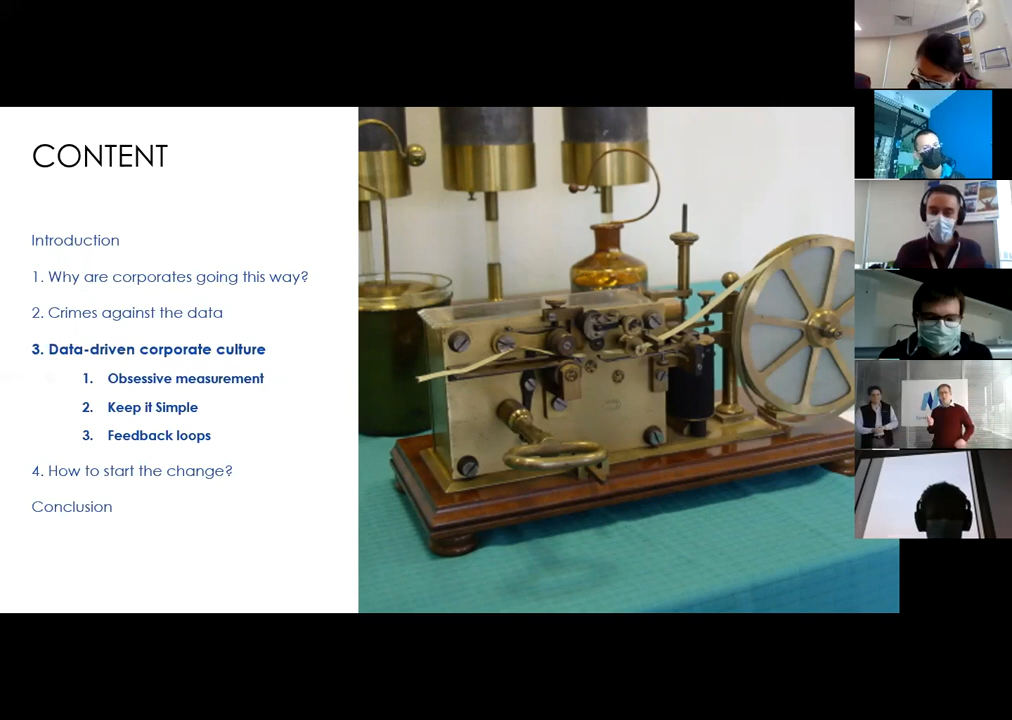 CONTENT
Introduction
1. Why are corporates going this way?
2. Crimes against the data
3. Data-driven corporate culture
1. Obsessive measurement
2. Keep it Simple
3. Feedback loops
4. How to start the change?
Conclusion